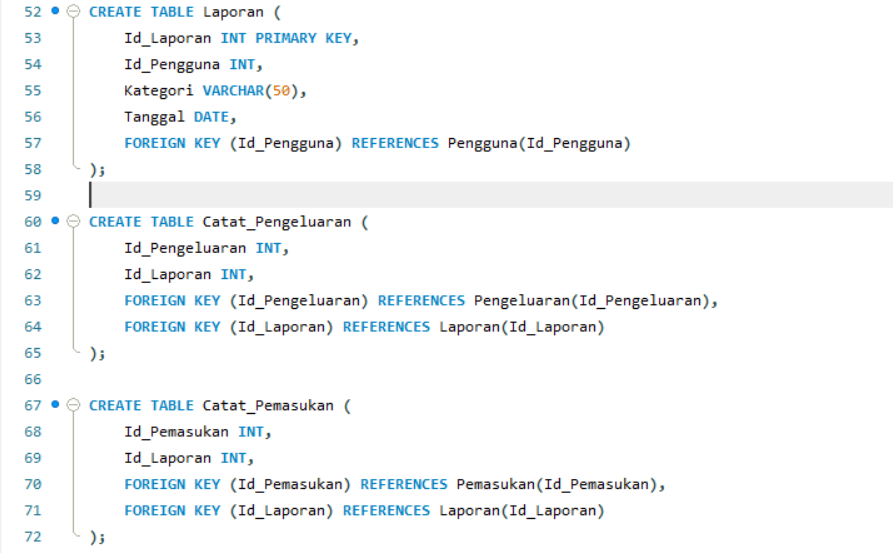 52 CREATE TABLE Laporan (
53 Id_Laporan INT PRIMARY KEY,
54 Id_Pengguna INT,
55 Kategori VARCHAR(50),
56 Tanggal DATE,
57 FOREIGN KEY (Id_Pengguna) REFERENCES Pengguna(Id_Pengguna)
58 );
59
60 CREATE TABLE Catat_Pengeluaran (
61 Id_Pengeluaran INT,
62 Id_Laporan INT,
63 FOREIGN KEY (Id_Pengeluaran) REFERENCES Pengeluaran(Id_Pengeluaran),
64 FOREIGN KEY (Id_Laporan) REFERENCES Laporan(Id_Laporan)
65 );
66
67 CREATE TABLE Catat_Pemasukan (
68 Id_Pemasukan INT,
69 Id_Laporan INT,
70 FOREIGN KEY (Id_Pemasukan) REFERENCES Pemasukan(Id_Pemasukan),
71 FOREIGN KEY (Id_Laporan) REFERENCES Laporan(Id_Laporan)
72 );